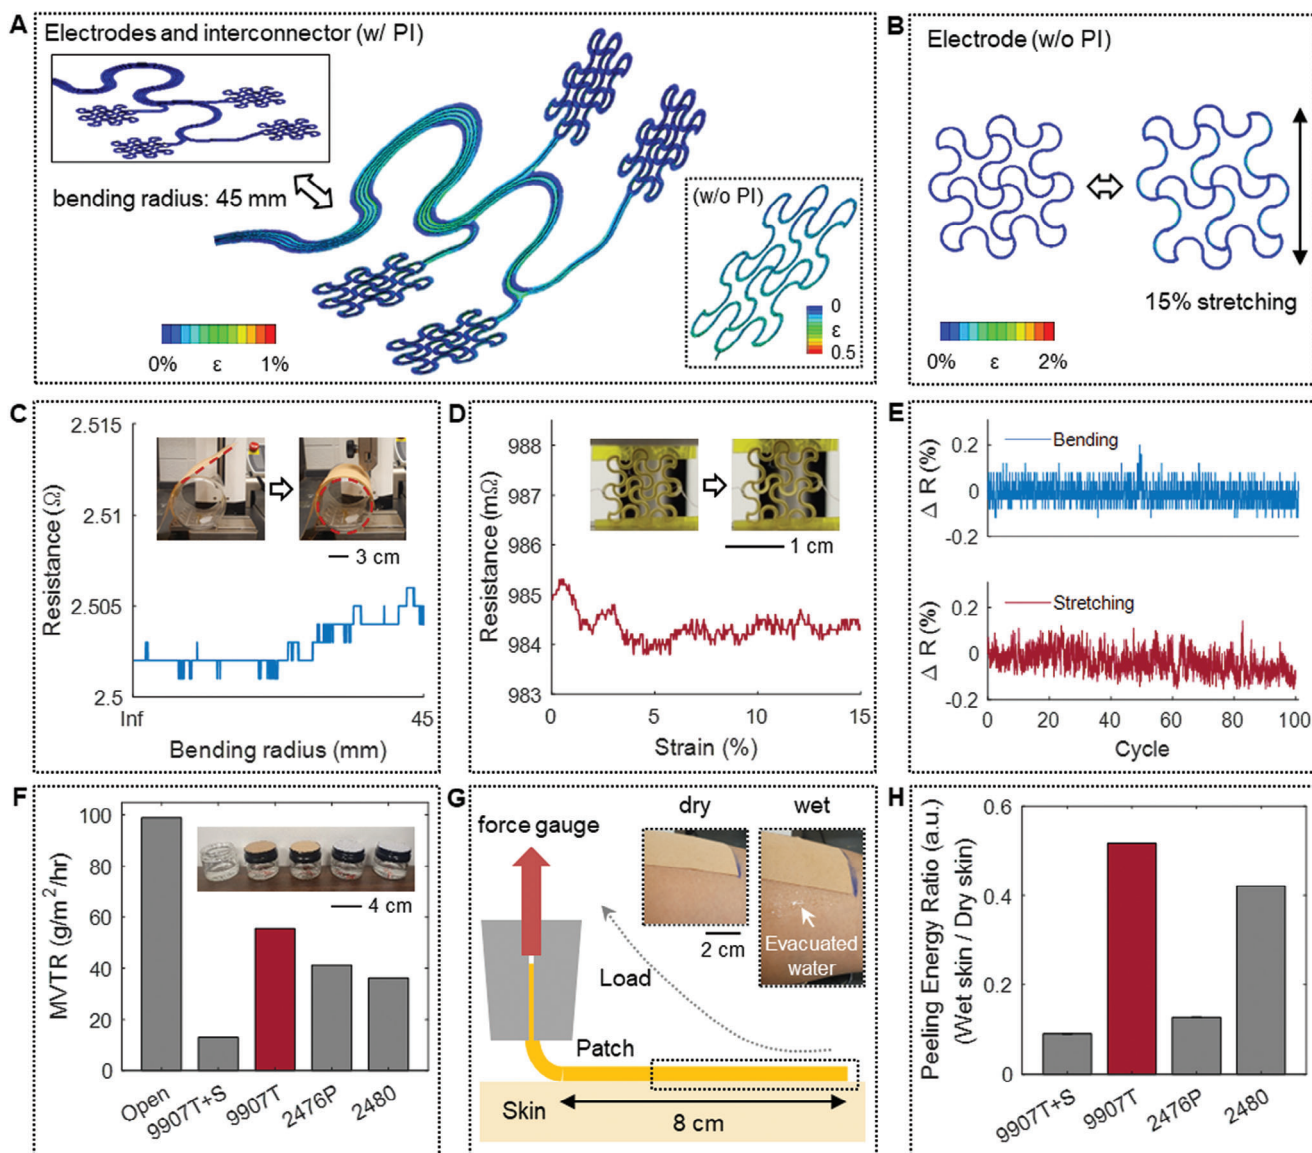 A
Electrodes and interconnector (w/ PI)
bending radius: 45 mm
(w/o PI)
0
ε
0.5
0%
ε
1%
B
Electrode (w/o PI)
15% stretching
0%
ε
2%
C
Resistance (Ω)
2.515
2.51
2.505
2.5
3 cm
Inf
45
Bending radius (mm)
D
Resistance (mΩ)
988
987
986
985
984
983
1 cm
0
5
10
15
Strain (%)
E
Δ R (%)
0.2
0
-0.2
Bending
Δ R (%)
0.2
0
-0.2
Stretching
0
20
40
60
80
100
Cycle
F
MVTR (g/m²/hr)
100
80
60
40
20
0
4 cm
Open
9907T+S
9907T
2476P
2480
G
force gauge
dry
wet
2 cm
Evacuated
water
Load
Patch
Skin
8 cm
H
Peeling Energy Ratio (a.u.)
(Wet skin / Dry skin)
0.6
0.4
0.2
0
9907T+S
9907T
2476P
2480